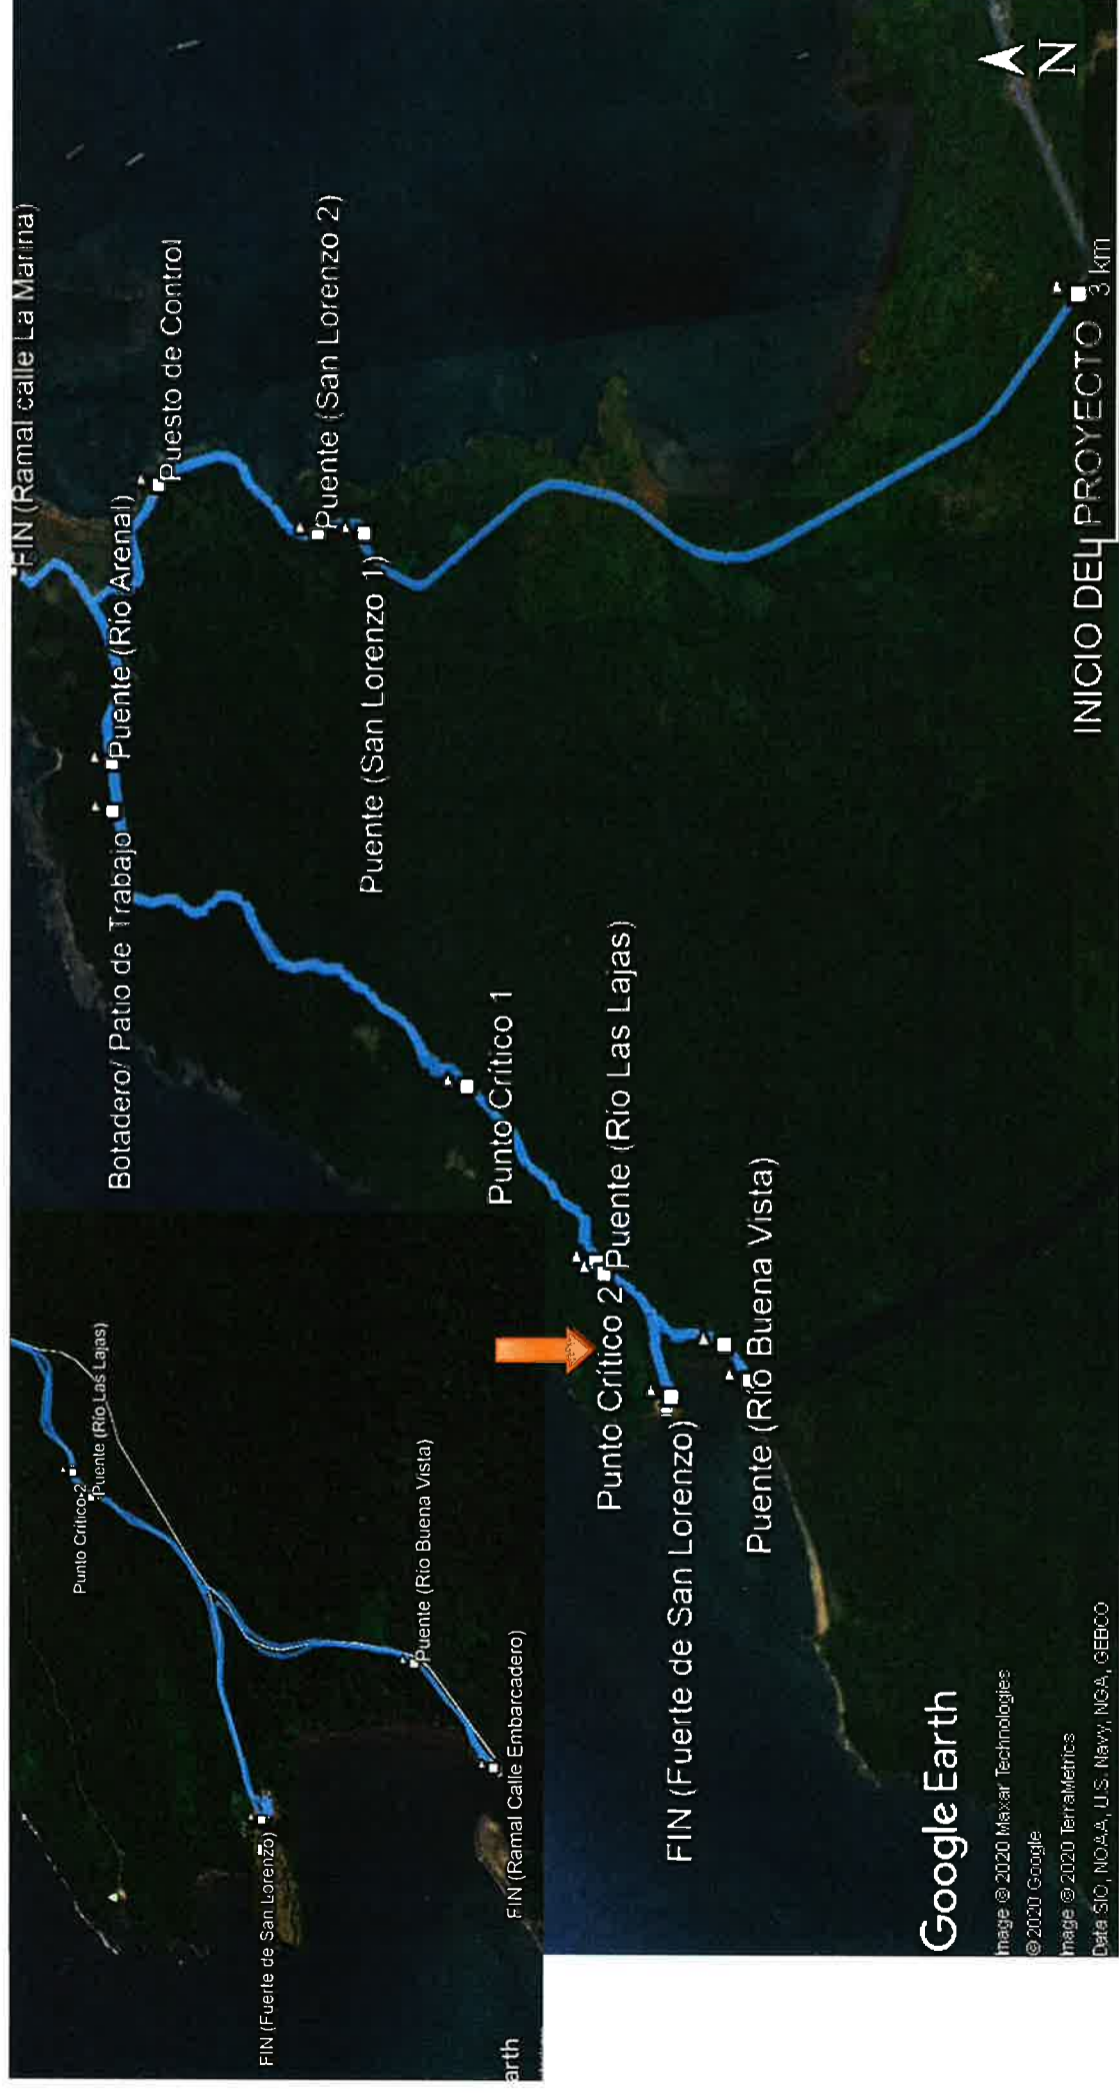 FIN (Ramal calle La Marina)
Puesto de Control
Puente (Río Arenal)
Botadero/ Patio de Trabajo
Puente (San Lorenzo 2)
Puente (San Lorenzo 1)
Punto Crítico 1
Puente (Río Las Lajas)
Punto Crítico 2
FIN (Fuerte de San Lorenzo)
Puente (Río Buena Vista)
INICIO DEL PROYECTO
3 km
N
Google Earth
Image © 2020 Maxar Technologies
© 2020 Google
Image © 2020 TerraMetrics
Data SIO, NOAA, U.S. Navy, NGA, GEBCO
Punto Crítico 2
Puente (Río Las Lajas)
Puente (Río Buena Vista)
FIN (Fuerte de San Lorenzo)
FIN (Ramal Calle Embarcadero)
arth